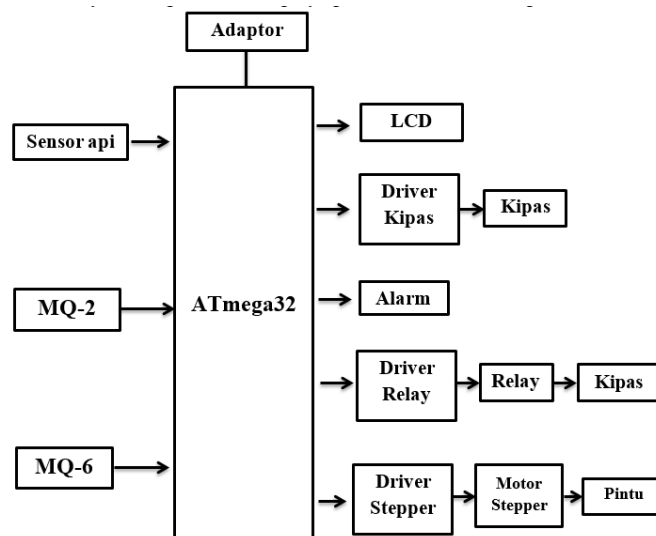 Adaptor
Sensor api
MQ-2
MQ-6
ATmega32
LCD
Driver
Kipas
Kipas
Alarm
Driver
Relay
Relay
Kipas
Driver
Stepper
Motor
Stepper
Pintu